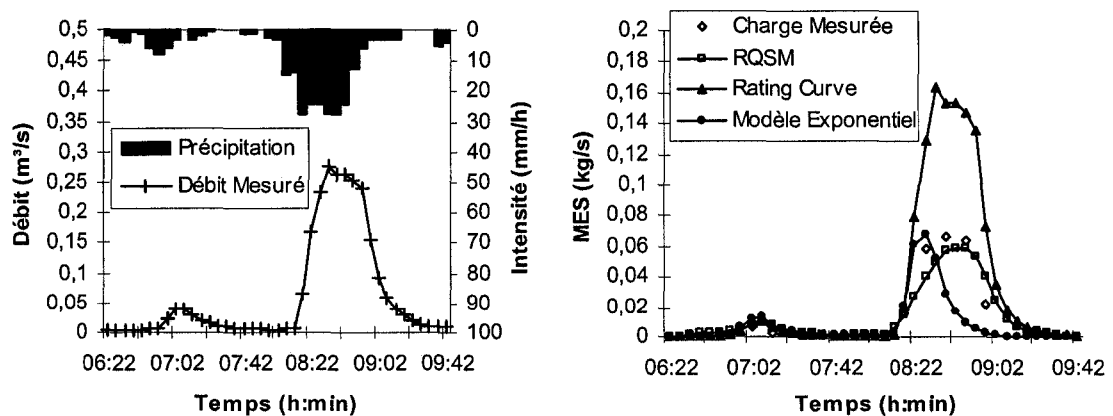 Débit (m³/s)
0,5
0,45
0,4
0,35
0,3
0,25
0,2
0,15
0,1
0,05
0
Précipitation
Débit Mesuré
0
10
20
30
40
50
60
70
80
90
100
Intensité (mm/h)
06:22 07:02 07:42 08:22 09:02 09:42
Temps (h:min)
MES (kg/s)
0,2
0,18
0,16
0,14
0,12
0,1
0,08
0,06
0,04
0,02
0
Charge Mesurée
RQSM
Rating Curve
Modèle Exponentiel
06:22 07:02 07:42 08:22 09:02 09:42
Temps (h:min)